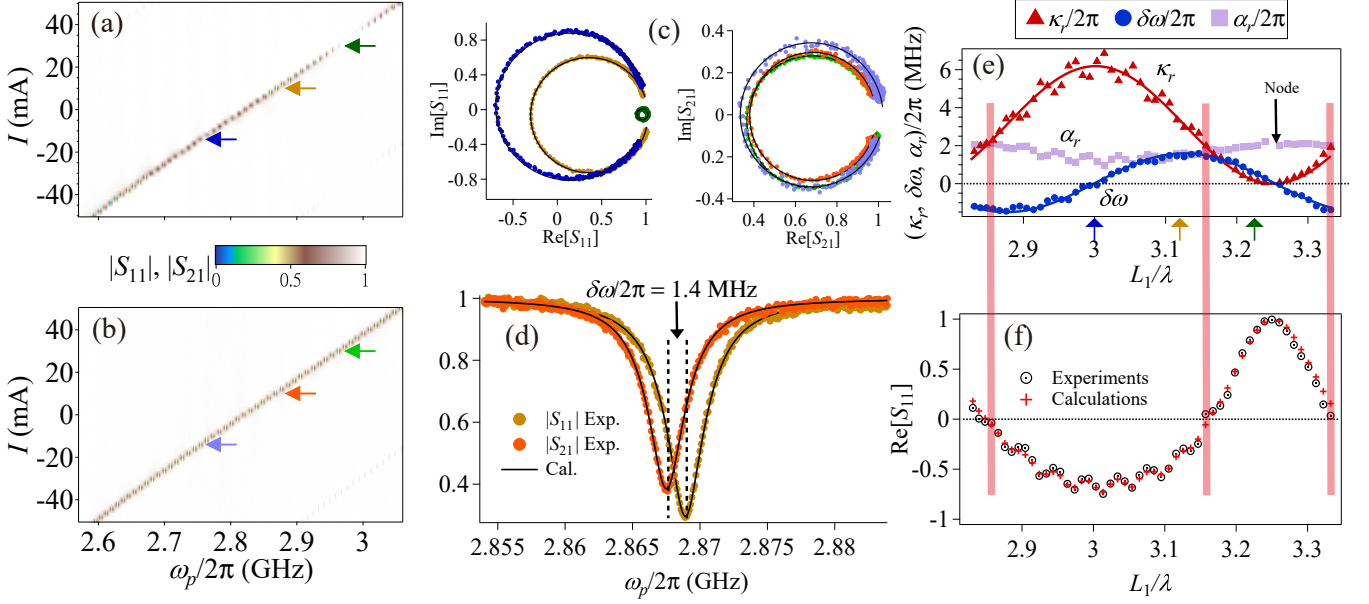 (a)
I (mA)
40
20
0
-20
-40
|S₁₁|, |S₂₁|
0
0.5
1
(b)
I (mA)
40
20
0
-20
-40
2.6
2.7
2.8
2.9
3
ωp/2π (GHz)
(c)
Im[S₁₁]
0.8
0.4
0
0.4
-0.8
-0.5
0
0.5
1
Re[S₁₁]
Im[S₂₁]
0.4
0.2
0
0.2
-0.4
0.4
0.6
0.8
1
Re[S₂₁]
(d)
δω/2π = 1.4 MHz
1
0.8
0.6
0.4
|S₁₁| Exp.
|S₂₁| Exp.
Cal.
2.855
2.86
2.865
2.87
2.875
2.88
ωp/2π (GHz)
κr/2π δω/2π αr/2π
(e)
(κr, δω, αr)/2π (MHz)
6
4
2
0
κr
αr
δω
Node
2.9
3
3.1
3.2
3.3
L₁/λ
(f)
Re[S₁₁]
1
0.5
0
-0.5
-1
Experiments
Calculations
2.9
3
3.1
3.2
3.3
L₁/λ